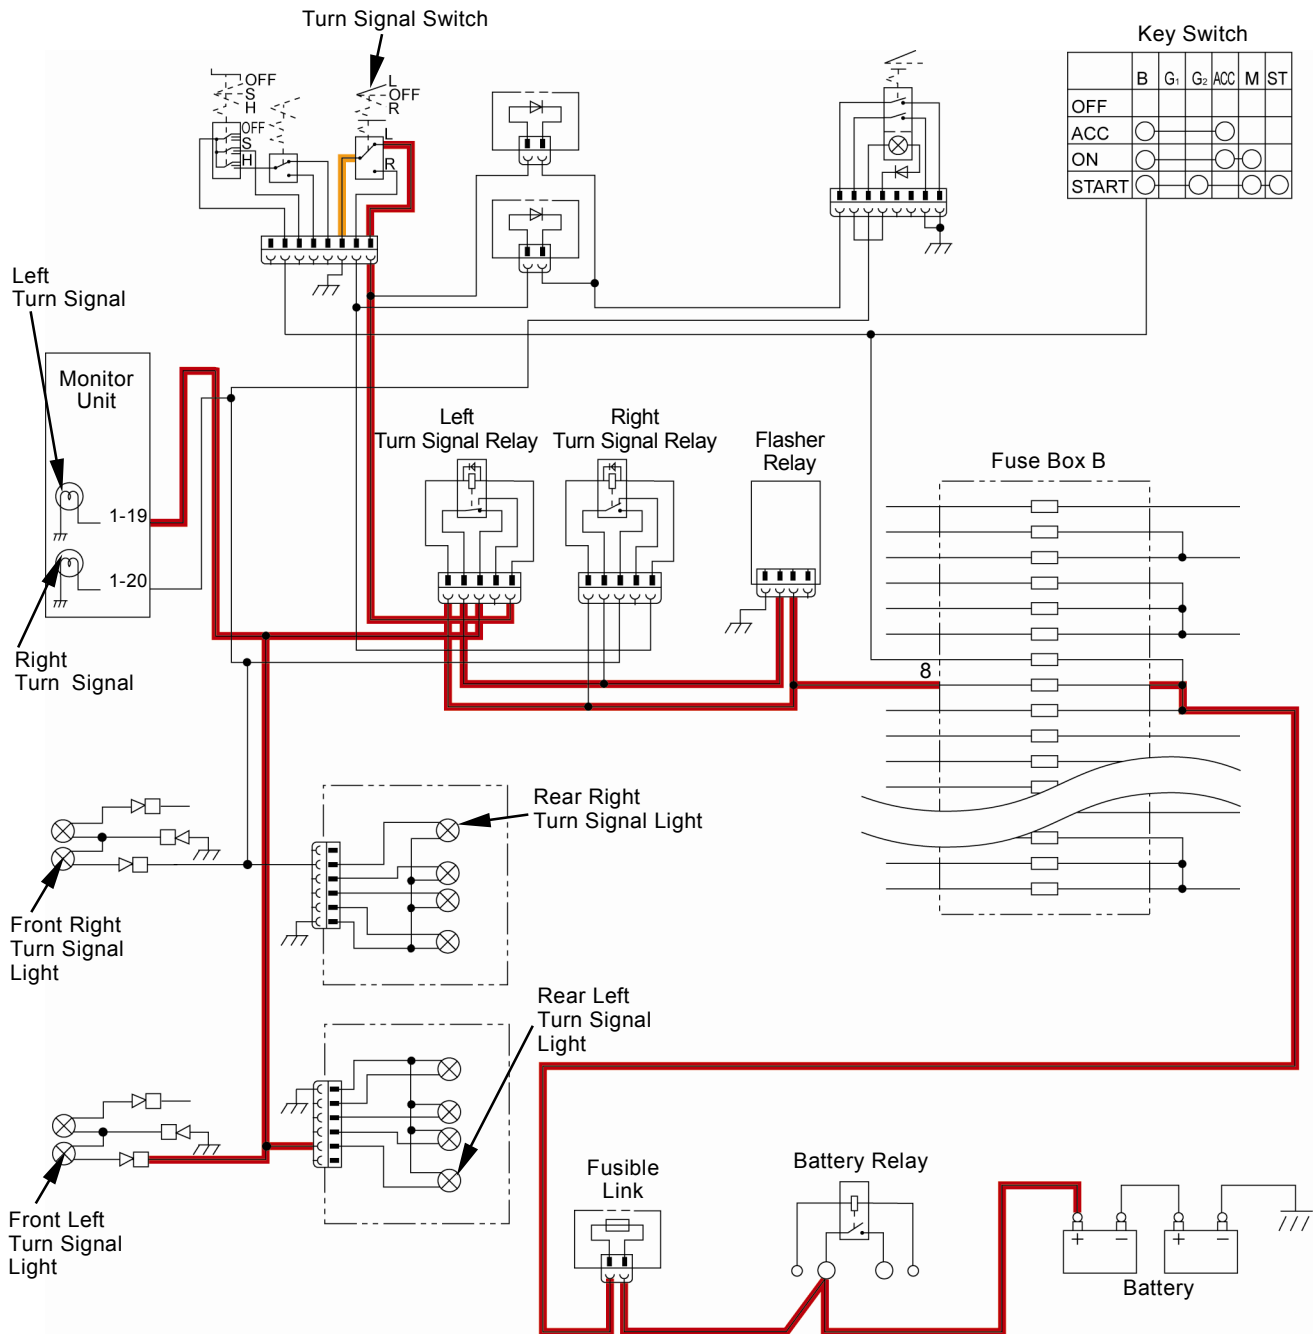 Turn Signal Switch
Key Switch
B G1 G2 ACC M ST
OFF
ACC
ON
START
OFF
S
H
OFF
S
H
L
OFF
R
L
R
Left
Turn Signal
Monitor
Unit
1-19
1-20
Right
Turn Signal
Left
Turn Signal Relay
Right
Turn Signal Relay
Flasher
Relay
Fuse Box B
8
Rear Right
Turn Signal Light
Front Right
Turn Signal
Light
Rear Left
Turn Signal
Light
Front Left
Turn Signal
Light
Fusible
Link
Battery Relay
+ − + −
Battery